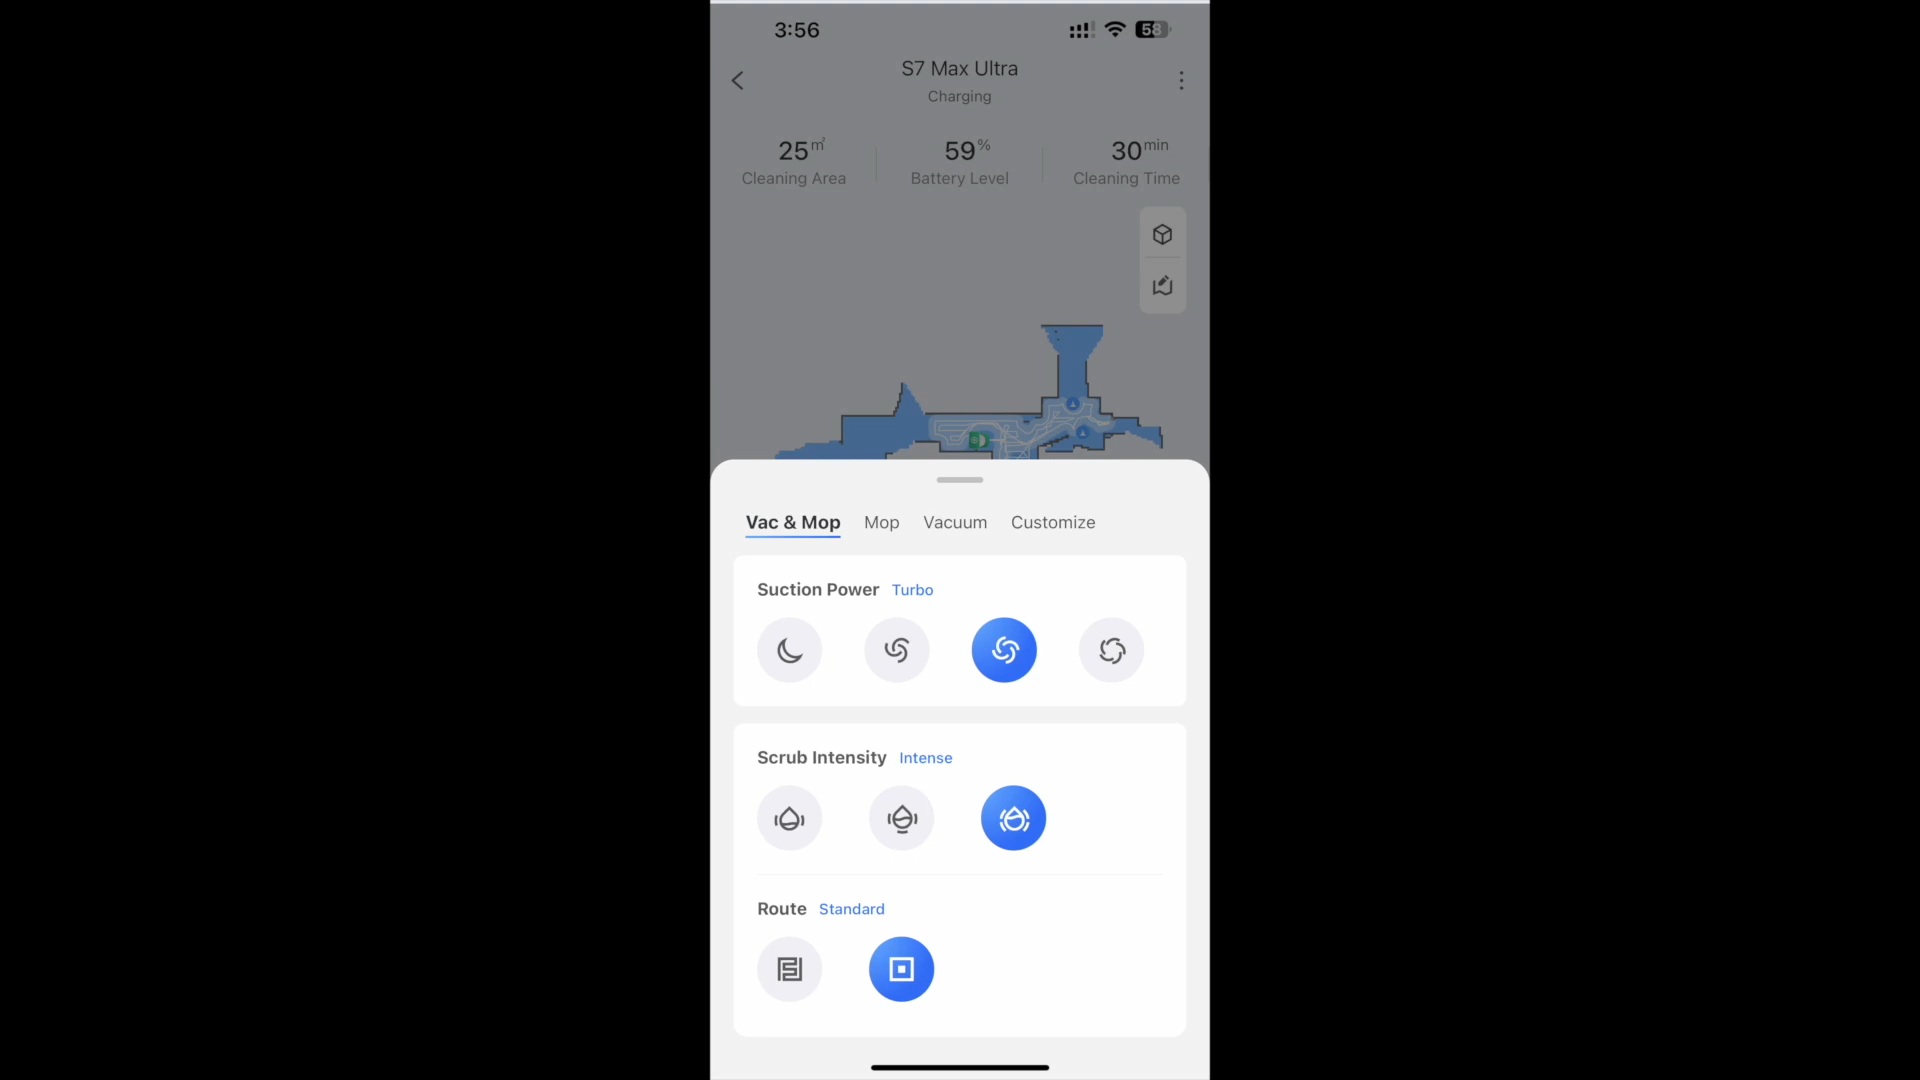 3:56
58
S7 Max Ultra
Charging
25㎡ 59% 30min
Cleaning Area Battery Level Cleaning Time
Vac & Mop Mop Vacuum Customize
Suction Power Turbo
Scrub Intensity Intense
Route Standard